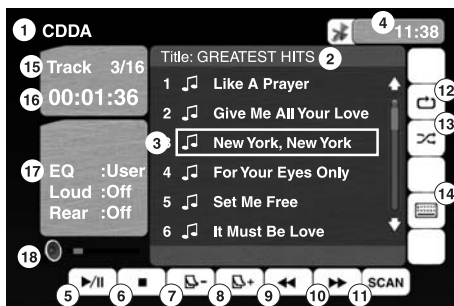 1 CDDA
4 11:38
15 Track 3/16
16 00:01:36
Title: GREATEST HITS 2
1 Like A Prayer
2 Give Me All Your Love
3 New York, New York
4 For Your Eyes Only
5 Set Me Free
6 It Must Be Love
12
13
14
17 EQ :User
Loud :Off
Rear :Off
18
- + SCAN
5 6 7 8 9 10 11